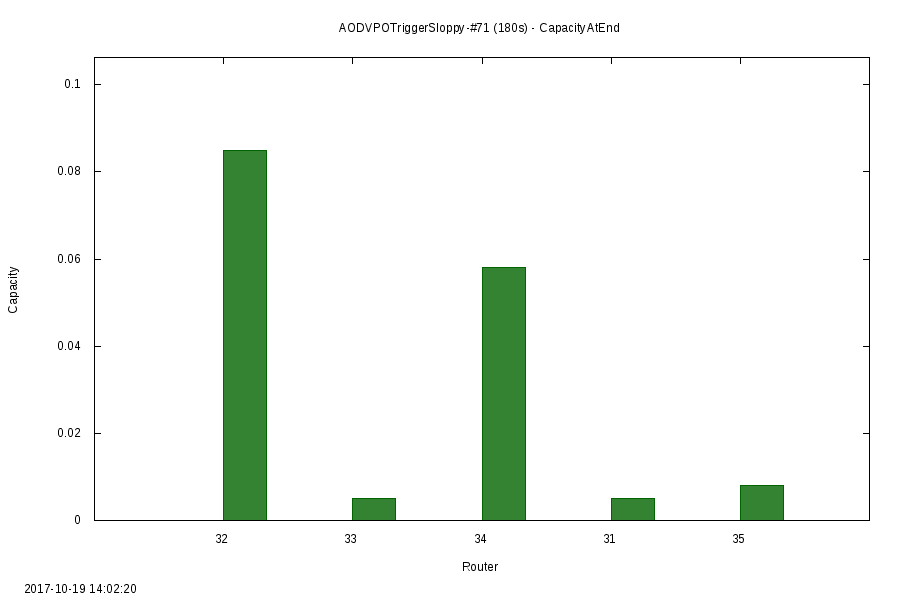 AODVPOTriggerSloppy-#71 (180s) - CapacityAtEnd
0.1
0.08
0.06
0.04
0.02
0
Capacity
32 33 34 31 35
Router
2017-10-19 14:02:20